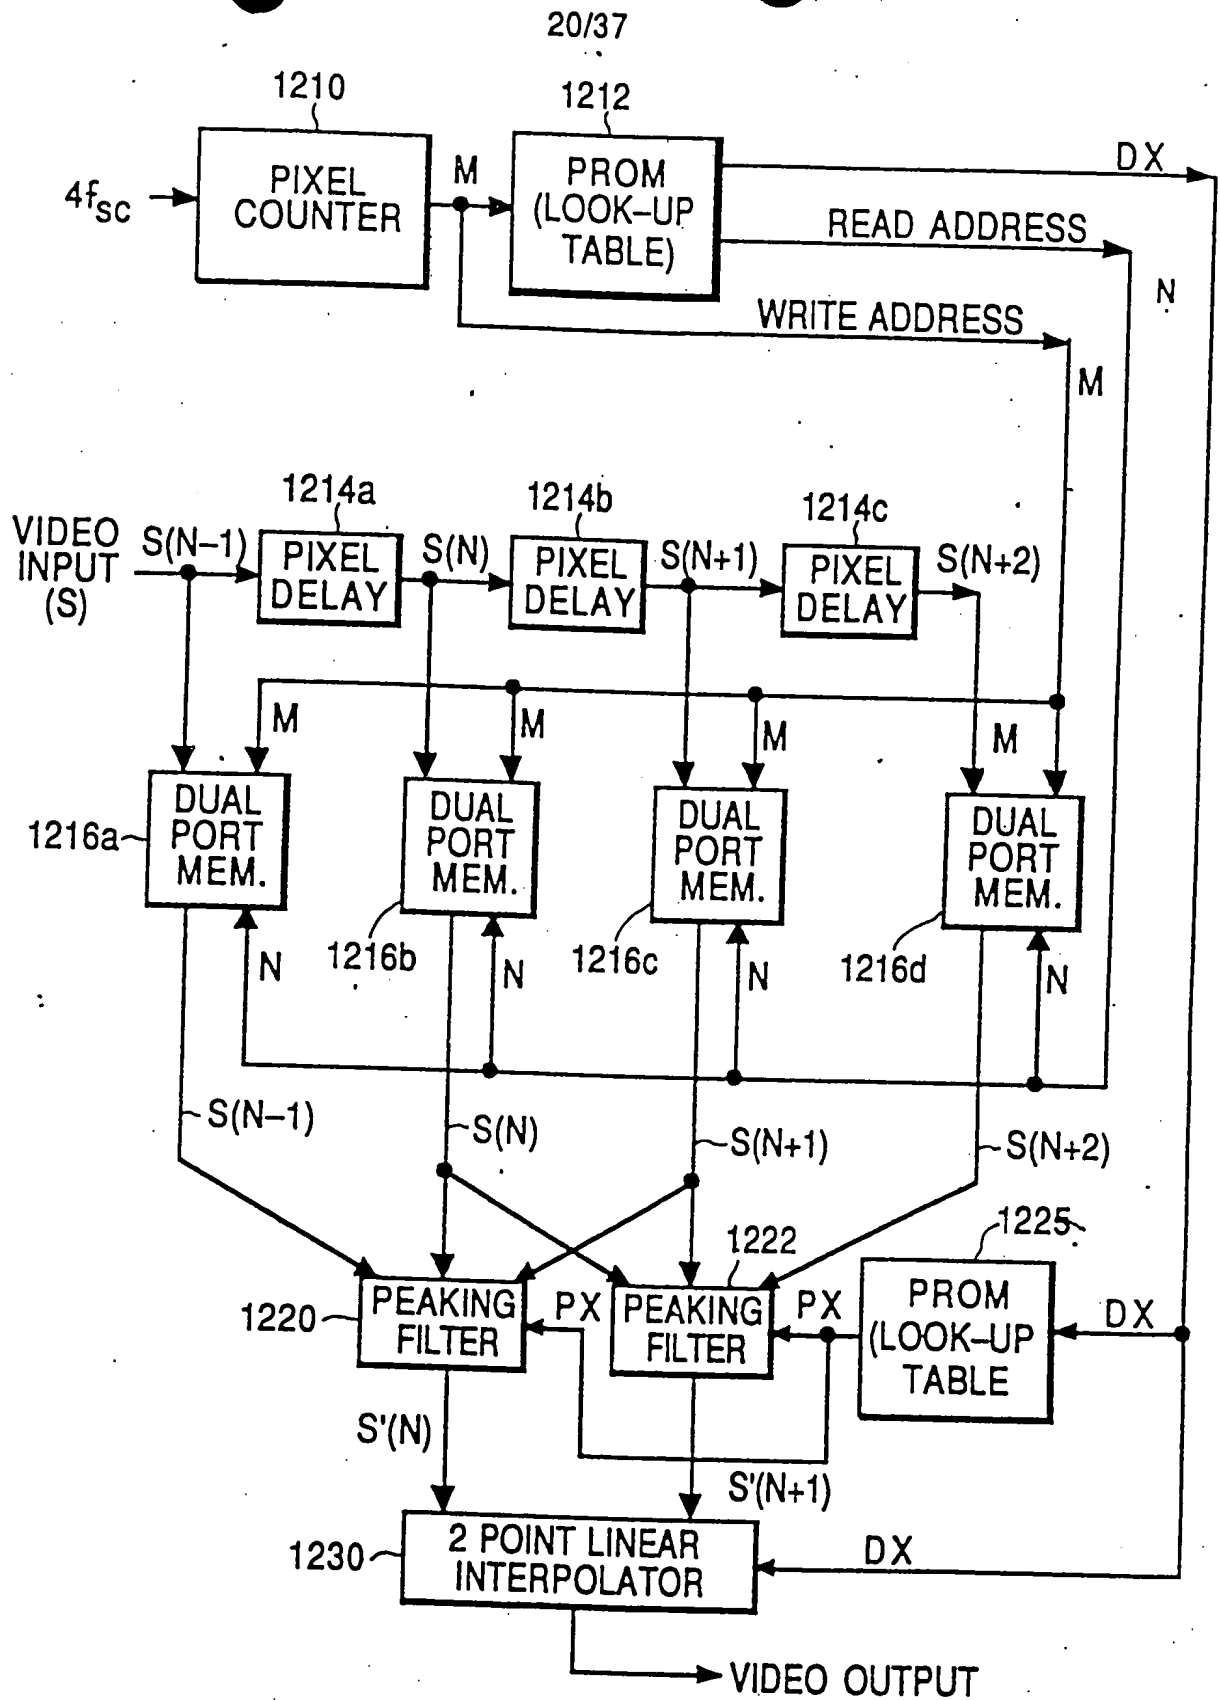 20/37
1210
1212
4fsc
PIXEL
COUNTER
M
PROM
(LOOK-UP
TABLE)
DX
READ ADDRESS
N
WRITE ADDRESS
M
VIDEO
INPUT
(S)
S(N-1)
1214a
PIXEL
DELAY
S(N)
1214b
PIXEL
DELAY
S(N+1)
1214c
PIXEL
DELAY
S(N+2)
M
M
M
M
1216a
DUAL
PORT
MEM.
1216b
DUAL
PORT
MEM.
1216c
DUAL
PORT
MEM.
1216d
DUAL
PORT
MEM.
N
N
N
N
S(N-1)
S(N)
S(N+1)
S(N+2)
1220
PEAKING
FILTER
PX
1222
PEAKING
FILTER
PX
1225
PROM
(LOOK-UP
TABLE
DX
S'(N)
S'(N+1)
1230
2 POINT LINEAR
INTERPOLATOR
DX
VIDEO OUTPUT